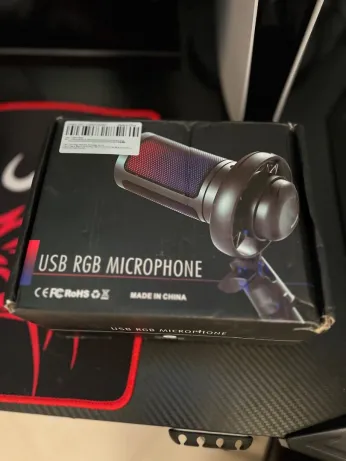 USB RGB MICROPHONE
CE FC RoHS
MADE IN CHINA
USB RGB MICROPHONE